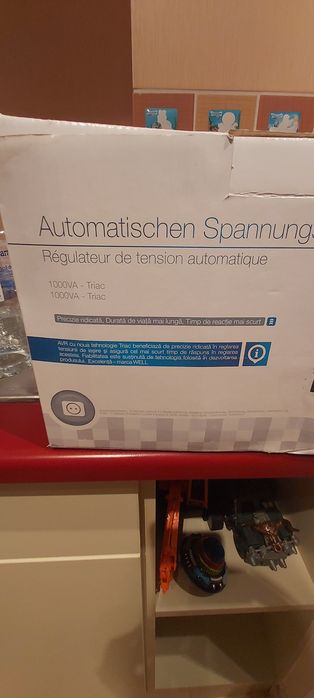 Automatischen Spannungs
Régulateur de tension automatique
1000VA - Triac
1000VA - Triac
Precizie ridicată, Durată de viață mai lungă, Timp de reacție mai scurt
AVR cu noua tehnologie Triac beneficiază de precizie ridicată în reglarea
tensiunii de ieșire și asigură cel mai scurt timp de răspuns în reglarea
acesteia. Fiabilitatea este susținută de tehnologia folosită în dezvoltarea
produsului. Excelență - marca WELL